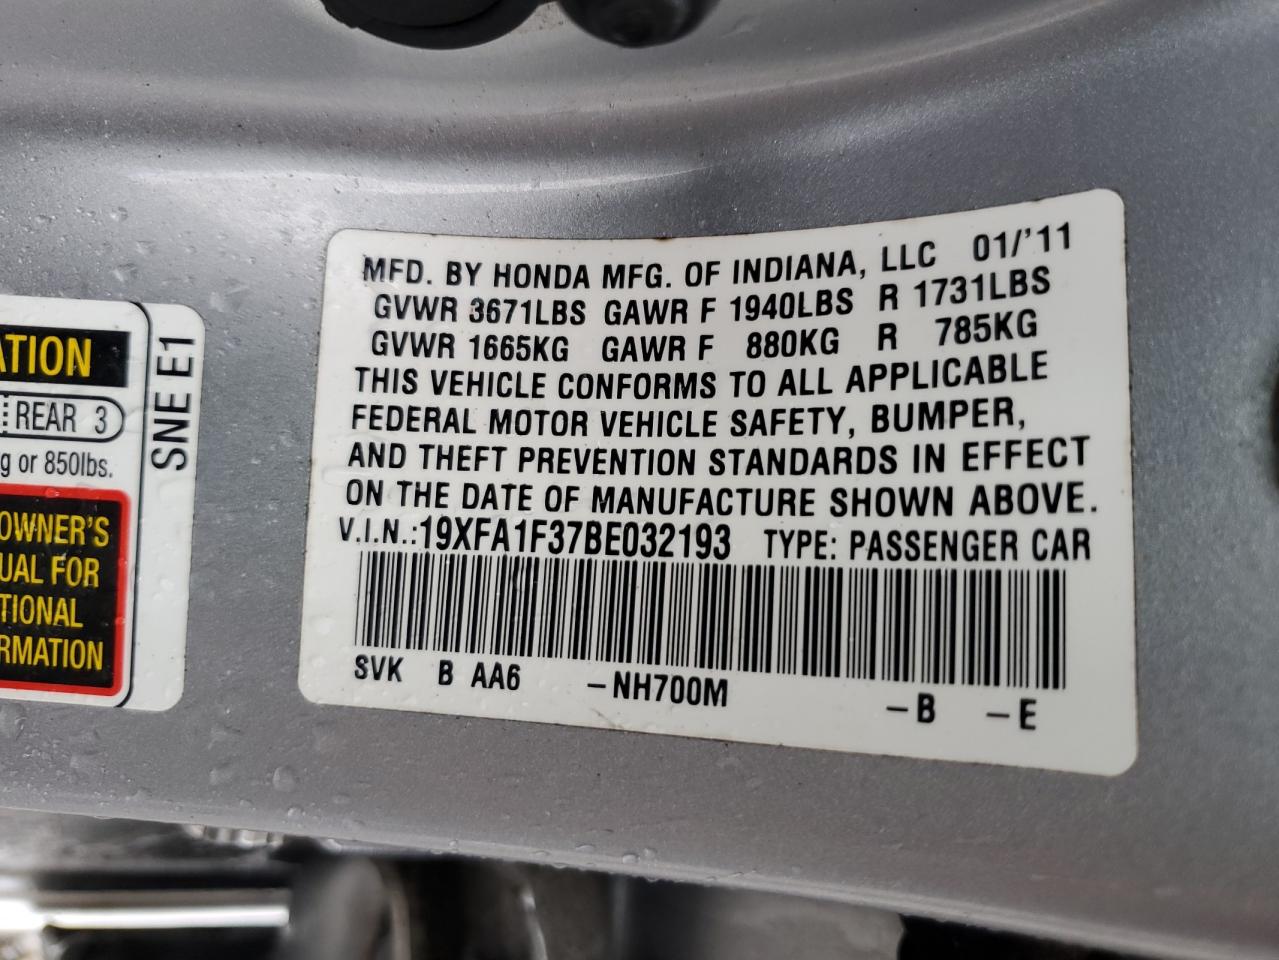 ATION
REAR 3
g or 850lbs.
OWNER'S
UAL FOR
TIONAL
RMATION
SNE E1
MFD. BY HONDA MFG. OF INDIANA, LLC 01/'11
GVWR 3671LBS GAWR F 1940LBS R 1731LBS
GVWR 1665KG GAWR F 880KG R 785KG
THIS VEHICLE CONFORMS TO ALL APPLICABLE
FEDERAL MOTOR VEHICLE SAFETY, BUMPER,
AND THEFT PREVENTION STANDARDS IN EFFECT
ON THE DATE OF MANUFACTURE SHOWN ABOVE.
V.I.N.:19XFA1F37BE032193 TYPE: PASSENGER CAR
SVK B AA6 -NH700M -B -E